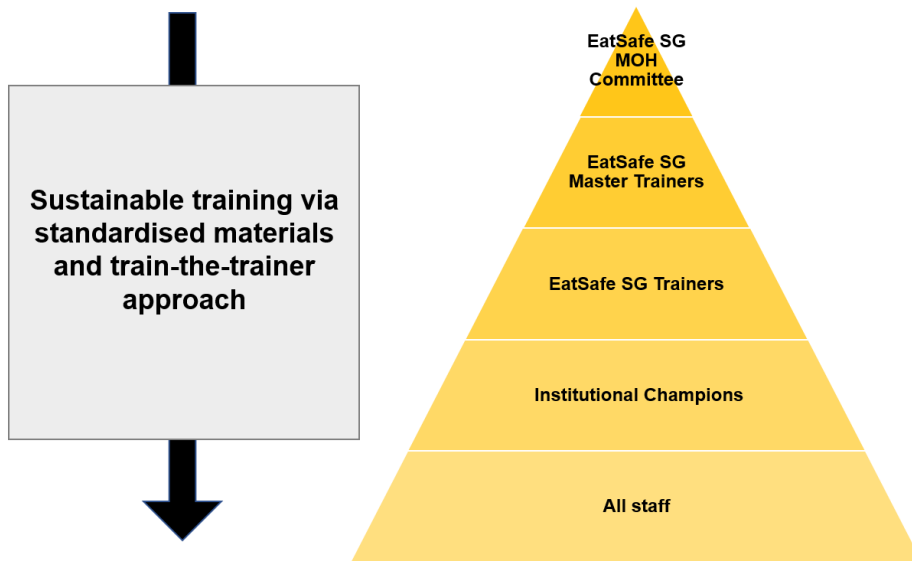 Sustainable training via
standardised materials
and train-the-trainer
approach
EatSafe SG
MOH
Committee
EatSafe SG
Master Trainers
EatSafe SG Trainers
Institutional Champions
All staff